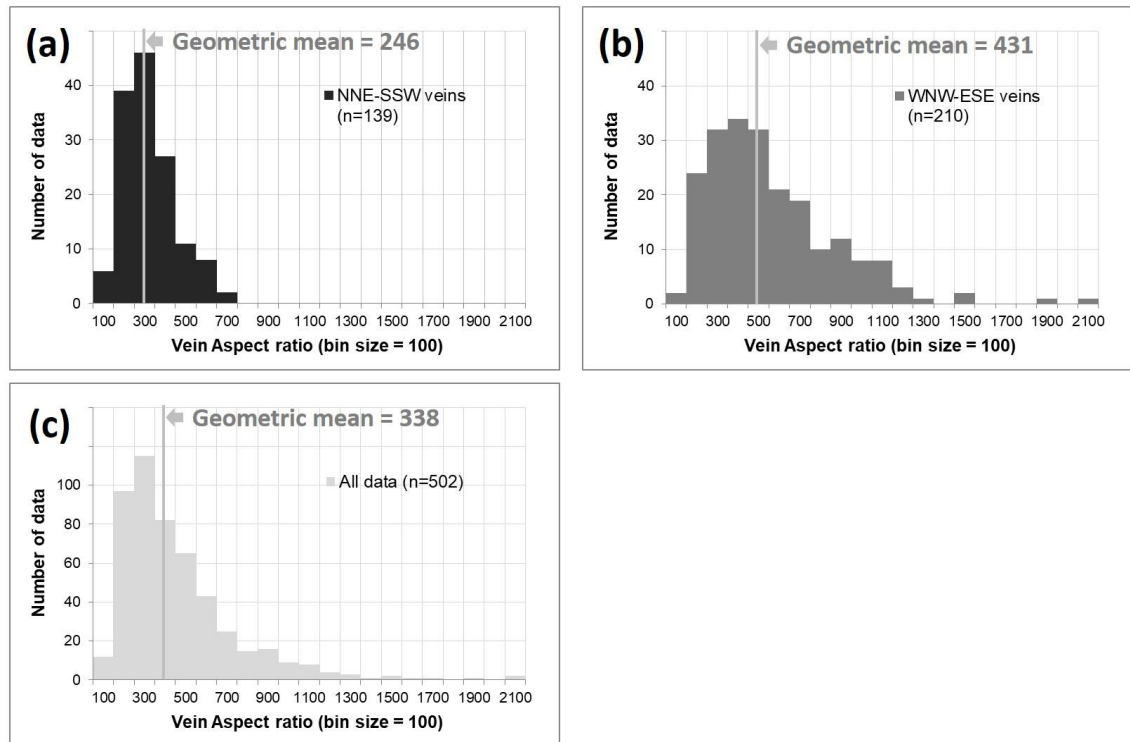 (a)
Geometric mean = 246
NNE-SSW veins
(n=139)
Number of data
40
30
20
10
0
100 300 500 700 900 1100 1300 1500 1700 1900 2100
Vein Aspect ratio (bin size = 100)
(b)
Geometric mean = 431
WNW-ESE veins
(n=210)
Number of data
40
30
20
10
0
100 300 500 700 900 1100 1300 1500 1700 1900 2100
Vein Aspect ratio (bin size = 100)
(c)
Geometric mean = 338
All data (n=502)
Number of data
100
80
60
40
20
0
100 300 500 700 900 1100 1300 1500 1700 1900 2100
Vein Aspect ratio (bin size = 100)